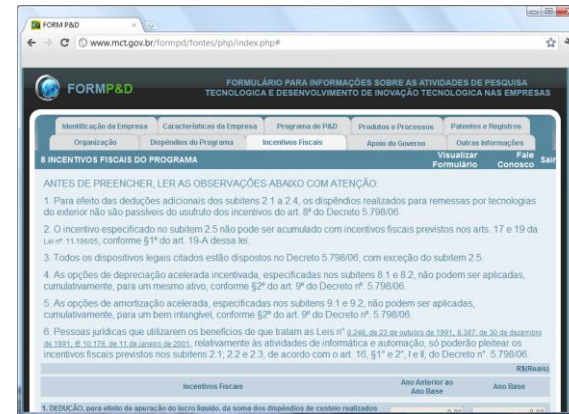 FORM P&D
www.mct.gov.br/formpd/fontes/php/index.php#
FORMP&D
FORMULÁRIO PARA INFORMAÇÕES SOBRE AS ATIVIDADES DE PESQUISA
TECNOLOGICA E DESENVOLVIMENTO DE INOVAÇÃO TECNOLOGICA NAS EMPRESAS
Identificação da Empresa Características da Empresa Programa de P&D Produtos e Processos Patentes e Registros
Organização Dispêndios do Programa Incentivos Fiscais Apoio do Governo Outras Informações
8 INCENTIVOS FISCAIS DO PROGRAMA Visualizar Formulário Fale Conosco Sair
ANTES DE PREENCHER, LER AS OBSERVAÇÕES ABAIXO COM ATENÇÃO:
1. Para efeito das deduções adicionais dos subitens 2.1 a 2.4, os dispêndios realizados para remessas por tecnologias
do exterior não são passíveis do usufruto dos incentivos do art. 8º do Decreto 5.798/06.
2. O incentivo especificado no subitem 2.5 não pode ser acumulado com incentivos fiscais previstos nos arts. 17 e 19 da
Lei nº. 11.196/05, conforme §1º do art. 19-A dessa lei.
3. Todos os dispositivos legais citados estão dispostos no Decreto 5.798/06, com exceção do subitem 2.5.
4. As opções de depreciação acelerada incentivada, especificadas nos subitens 8.1 e 8.2, não podem ser aplicadas,
cumulativamente, para um mesmo ativo, conforme §2º do art. 9º do Decreto nº. 5.798/06.
5. As opções de amortização acelerada, especificadas nos subitens 9.1 e 9.2, não podem ser aplicadas,
cumulativamente, para um bem intangível, conforme §2º do art. 9º do Decreto nº. 5.798/06.
6. Pessoas jurídicas que utilizarem os benefícios de que tratam as Leis nº 8.248, de 23 de outubro de 1991, 8.387, de 30 de dezembro
de 1991, e 10.176, de 11 de janeiro de 2001, relativamente às atividades de informática e automação, só poderão pleitear os
incentivos fiscais previstos nos subitens 2.1, 2.2 e 2.3, de acordo com o art. 16, §1° e 2°, I e II, do Decreto n°. 5.798/06.
R$(Reais)
Incentivos Fiscais Ano Anterior ao Ano Base Ano Base
1. DEDUÇÃO, para efeito de apuração do lucro líquido, da soma dos dispêndios de custeio realizados 0,00 0,00